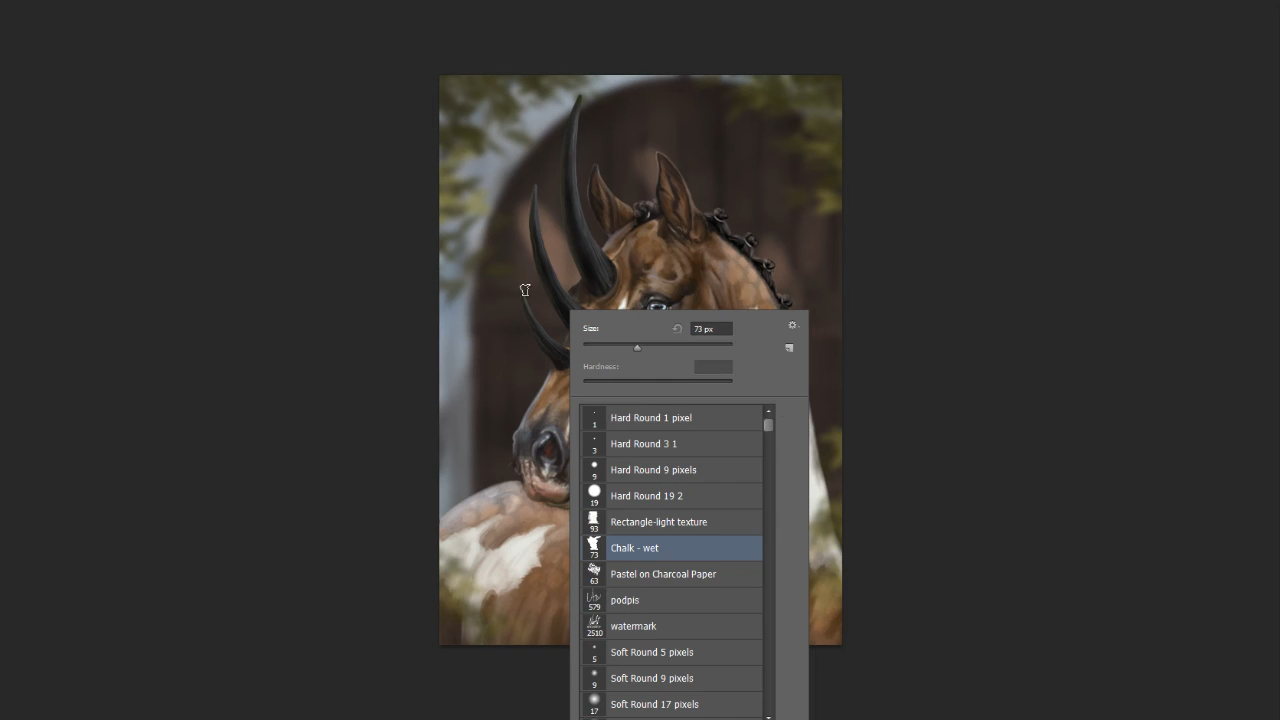 Size:
73 px
Hardness:
1
Hard Round 1 pixel
3
Hard Round 3 1
9
Hard Round 9 pixels
19
Hard Round 19 2
93
Rectangle-light texture
73
Chalk - wet
63
Pastel on Charcoal Paper
579
podpis
2510
watermark
5
Soft Round 5 pixels
9
Soft Round 9 pixels
17
Soft Round 17 pixels